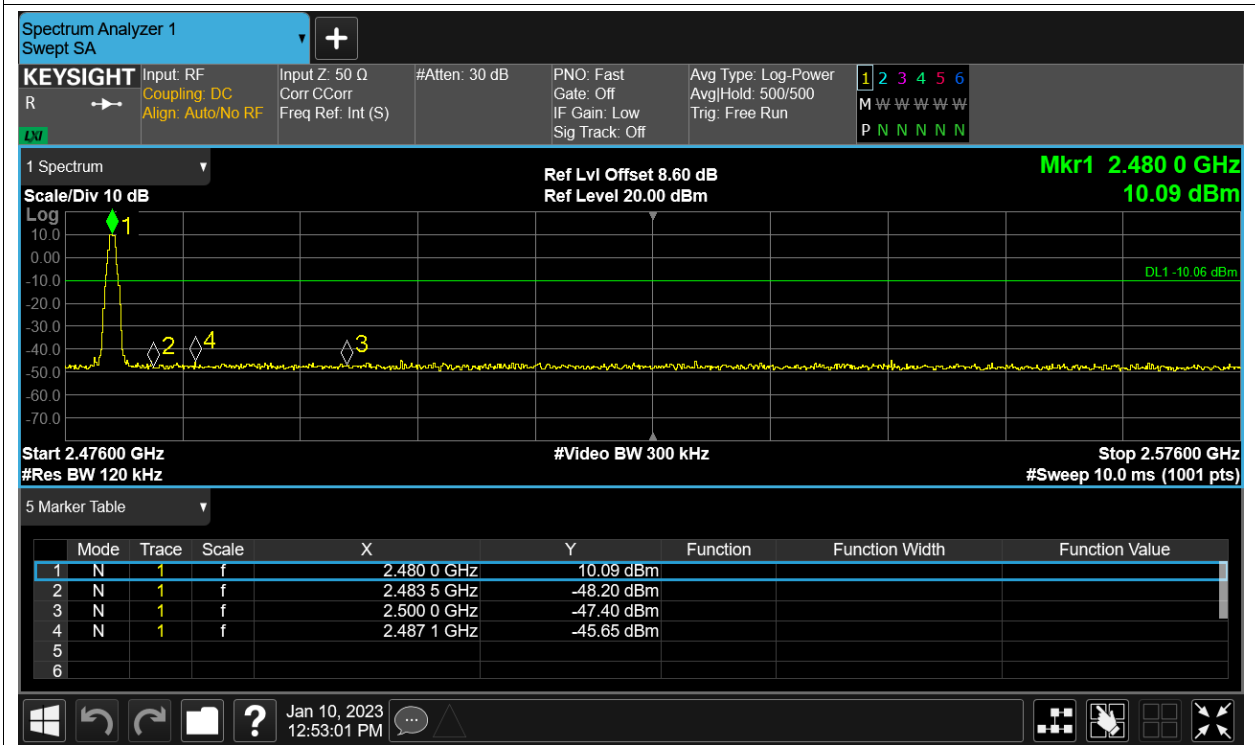 Spectrum Analyzer 1
Swept SA
KEYSIGHT
R
LXI
Input: RF
Coupling: DC
Align: Auto/No RF
Input Z: 50 Ω
Corr CCorr
Freq Ref: Int (S)
#Atten: 30 dB
PNO: Fast
Gate: Off
IF Gain: Low
Sig Track: Off
Avg Type: Log-Power
Avg|Hold: 500/500
Trig: Free Run
1 2 3 4 5 6
M W W W W W
P N N N N N
1 Spectrum
Scale/Div 10 dB
Ref Lvl Offset 8.60 dB
Ref Level 20.00 dBm
Mkr1 2.480 0 GHz
10.09 dBm
Log
10.0
0.00
-10.0
-20.0
-30.0
-40.0
-50.0
-60.0
-70.0
1
2
4
3
DL1 -10.06 dBm
Start 2.47600 GHz
#Video BW 300 kHz
Stop 2.57600 GHz
#Res BW 120 kHz
#Sweep 10.0 ms (1001 pts)
5 Marker Table
Mode Trace Scale X Y Function Function Width Function Value
1 N 1 f 2.480 0 GHz 10.09 dBm
2 N 1 f 2.483 5 GHz -48.20 dBm
3 N 1 f 2.500 0 GHz -47.40 dBm
4 N 1 f 2.487 1 GHz -45.65 dBm
5
6
?
Jan 10, 2023
12:53:01 PM